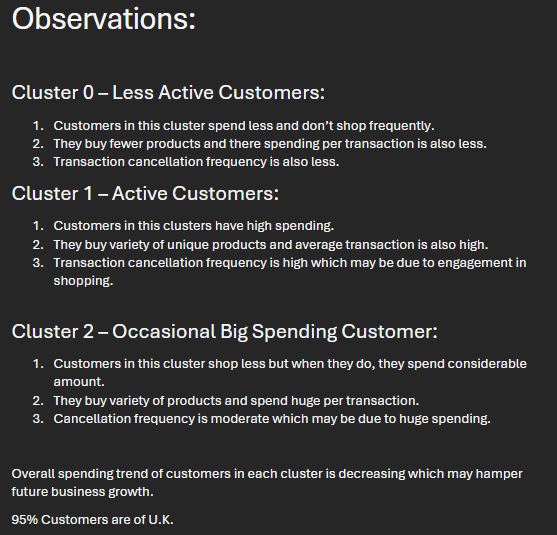 Observations:
Cluster 0 – Less Active Customers:
1. Customers in this cluster spend less and don't shop frequently.
2. They buy fewer products and there spending per transaction is also less.
3. Transaction cancellation frequency is also less.
Cluster 1 – Active Customers:
1. Customers in this clusters have high spending.
2. They buy variety of unique products and average transaction is also high.
3. Transaction cancellation frequency is high which may be due to engagement in
shopping.
Cluster 2 – Occasional Big Spending Customer:
1. Customers in this cluster shop less but when they do, they spend considerable
amount.
2. They buy variety of products and spend huge per transaction.
3. Cancellation frequency is moderate which may be due to huge spending.
Overall spending trend of customers in each cluster is decreasing which may hamper
future business growth.
95% Customers are of U.K.